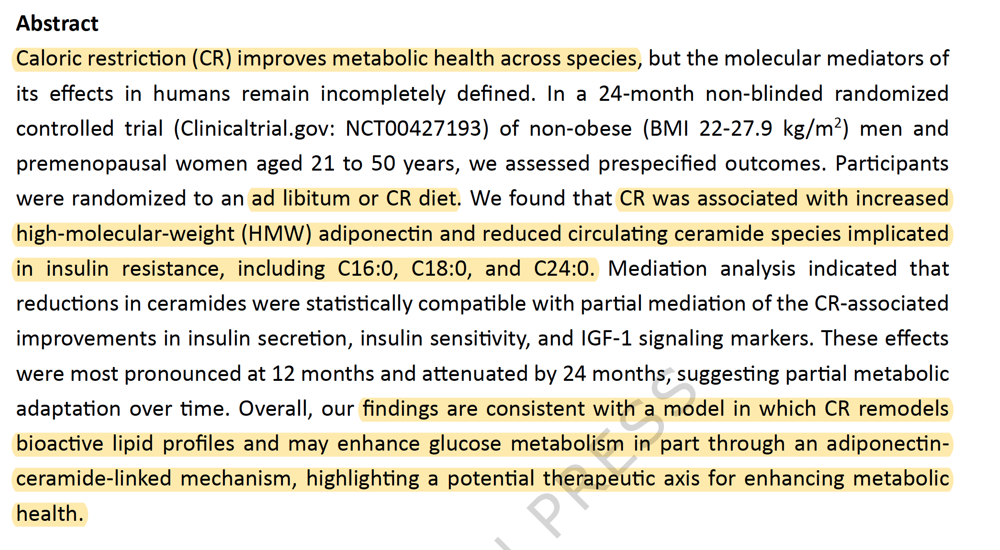 Abstract
Caloric restriction (CR) improves metabolic health across species, but the molecular mediators of
its effects in humans remain incompletely defined. In a 24-month non-blinded randomized
controlled trial (Clinicaltrial.gov: NCT00427193) of non-obese (BMI 22-27.9 kg/m²) men and
premenopausal women aged 21 to 50 years, we assessed prespecified outcomes. Participants
were randomized to an ad libitum or CR diet. We found that CR was associated with increased
high-molecular-weight (HMW) adiponectin and reduced circulating ceramide species implicated
in insulin resistance, including C16:0, C18:0, and C24:0. Mediation analysis indicated that
reductions in ceramides were statistically compatible with partial mediation of the CR-associated
improvements in insulin secretion, insulin sensitivity, and IGF-1 signaling markers. These effects
were most pronounced at 12 months and attenuated by 24 months, suggesting partial metabolic
adaptation over time. Overall, our findings are consistent with a model in which CR remodels
bioactive lipid profiles and may enhance glucose metabolism in part through an adiponectin-
ceramide-linked mechanism, highlighting a potential therapeutic axis for enhancing metabolic
health.
PRESS